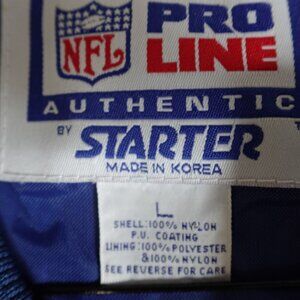 NFL
PRO
LINE
AUTHENTIC
BY STARTER
MADE IN KOREA
L
SHELL:100% NYLON
P.U. COATING
LINING:100% POLYESTER
&100% NYLON
SEE REVERSE FOR CARE